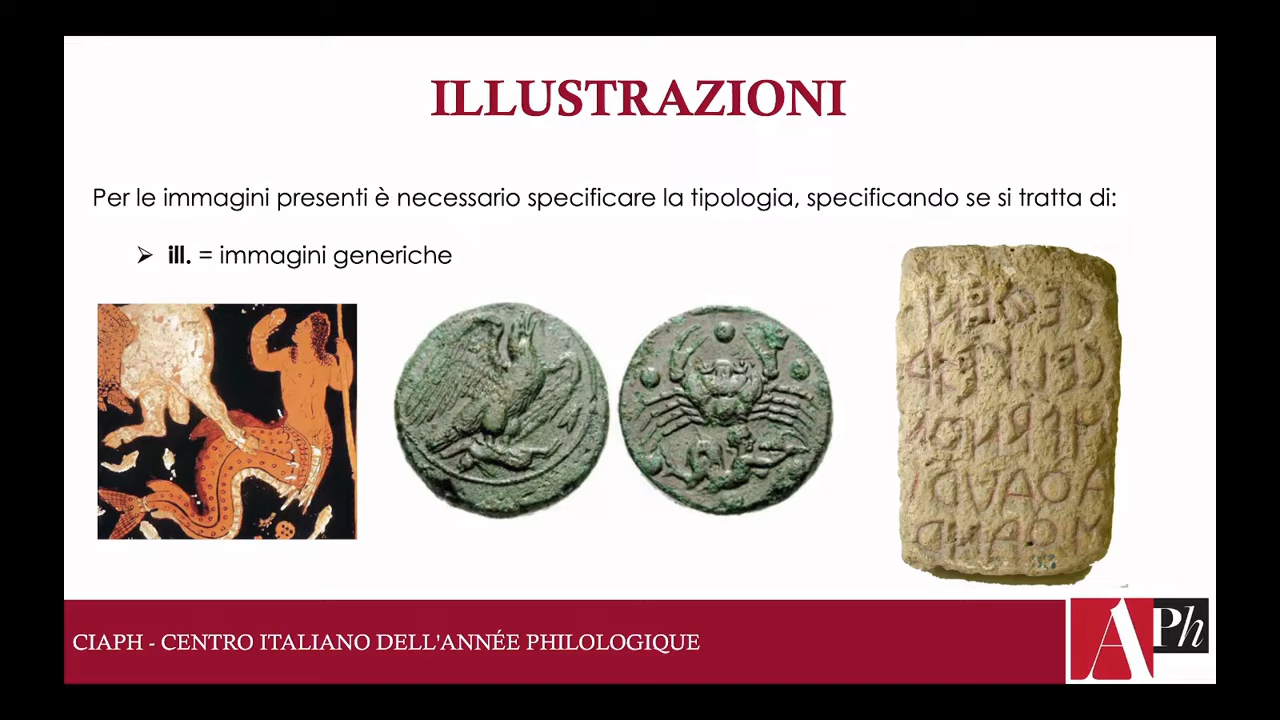 ILLUSTRAZIONI
Per le immagini presenti è necessario specificare la tipologia, specificando se si tratta di:
➢ ill. = immagini generiche
CIAPH - CENTRO ITALIANO DELL'ANNÉE PHILOLOGIQUE
APh